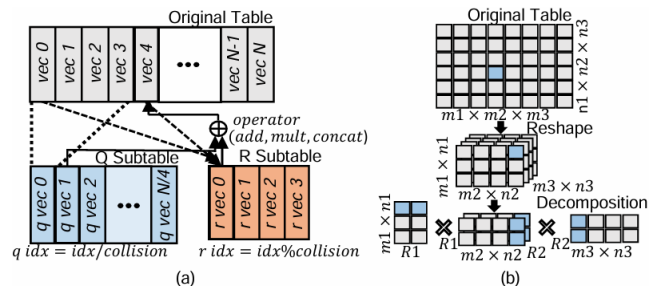 Original Table
vec 0
vec 1
vec 2
vec 3
vec 4
...
vec N-1
vec N
operator
(add, mult, concat)
Q Subtable
R Subtable
q vec 0
q vec 1
q vec 2
...
q vec N/4
r vec 0
r vec 1
r vec 2
r vec 3
q idx = idx/collision
r idx = idx%collision
(a)
Original Table
n1 × n2 × n3
m1 × m2 × m3
Reshape
m1 × n1
m2 × n2
m3 × n3
Decomposition
m1 × n1
R1
R1
m2 × n2
R2
R2
m3 × n3
(b)